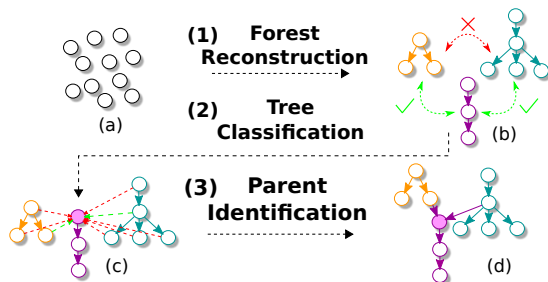 (1) Forest
Reconstruction
(a)
(2) Tree
Classification
(b)
(3) Parent
Identification
(c)
(d)